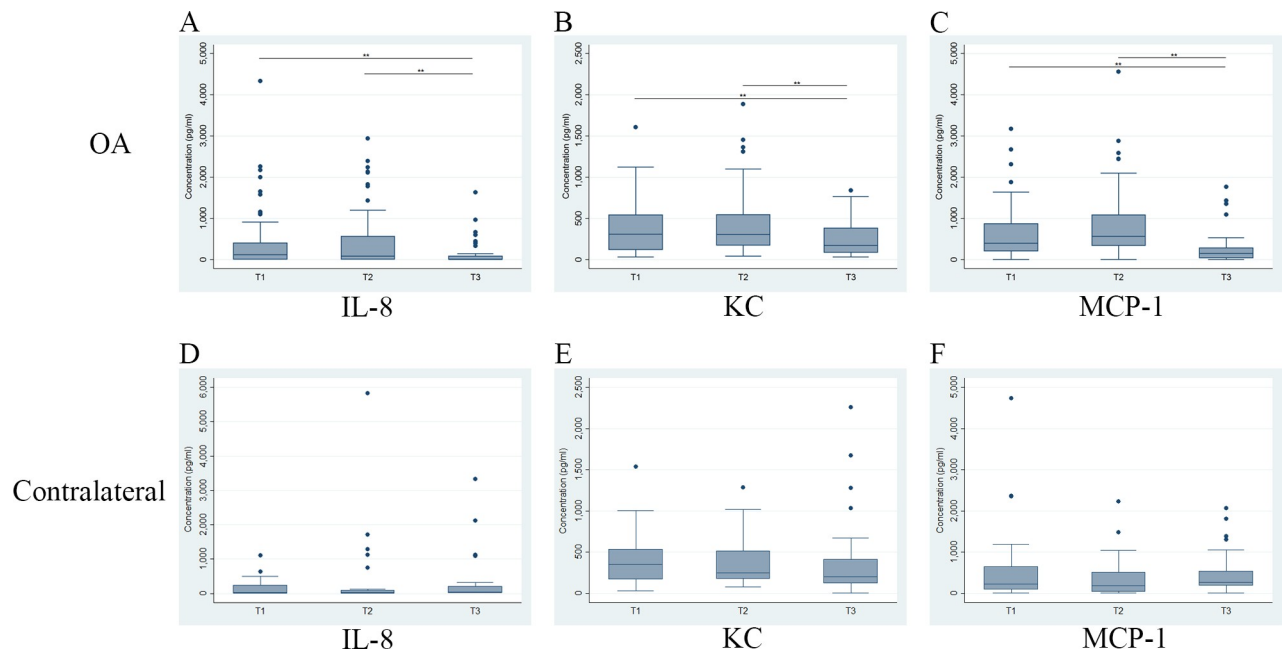 A
B
C
OA
Concentration (pg/ml)
5,000
4,000
3,000
2,000
1,000
0
**
**
T1 T2 T3
IL-8
Concentration (pg/ml)
2,500
2,000
1,500
1,000
500
0
**
**
T1 T2 T3
KC
Concentration (pg/ml)
5,000
4,000
3,000
2,000
1,000
0
**
**
T1 T2 T3
MCP-1
D
E
F
Contralateral
Concentration (pg/ml)
6,000
5,000
4,000
3,000
2,000
1,000
0
T1 T2 T3
IL-8
Concentration (pg/ml)
2,500
2,000
1,500
1,000
500
0
T1 T2 T3
KC
Concentration (pg/ml)
5,000
4,000
3,000
2,000
1,000
0
T1 T2 T3
MCP-1